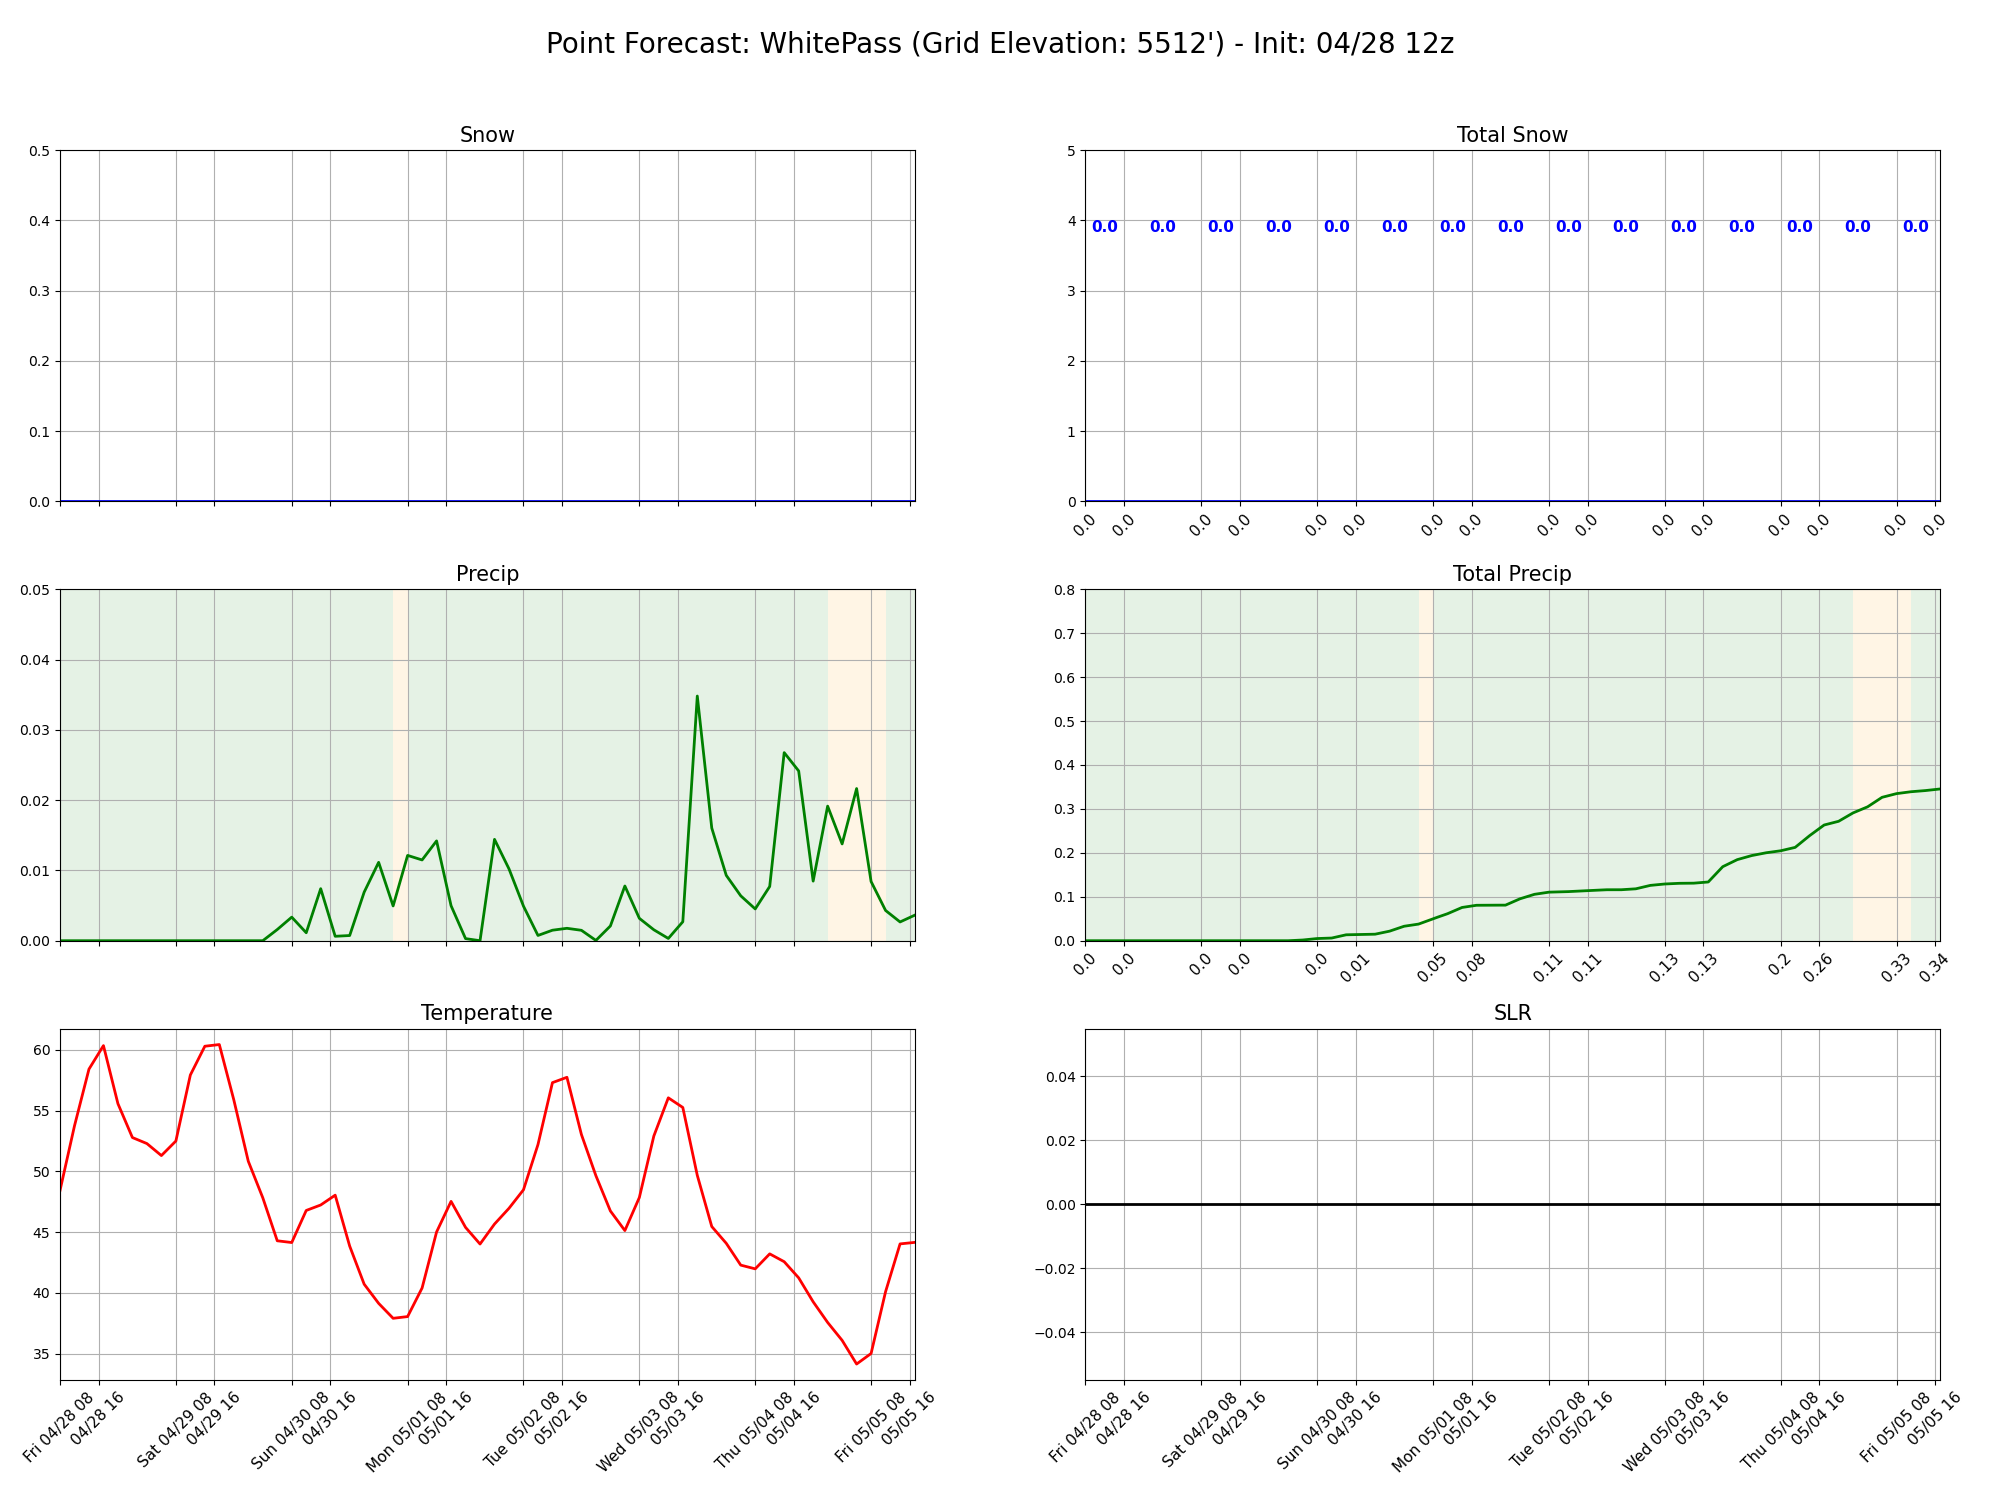 Point Forecast: WhitePass (Grid Elevation: 5512') - Init: 04/28 12z
Snow
0.5
0.4
0.3
0.2
0.1
0.0
Total Snow
5
4
3
2
1
0
0.0 0.0 0.0 0.0 0.0 0.0 0.0 0.0 0.0 0.0 0.0 0.0 0.0 0.0 0.0
0.0 0.0 0.0 0.0 0.0 0.0 0.0 0.0 0.0 0.0 0.0 0.0 0.0 0.0 0.0 0.0
Precip
0.05
0.04
0.03
0.02
0.01
0.00
Total Precip
0.8
0.7
0.6
0.5
0.4
0.3
0.2
0.1
0.0
0.0 0.0 0.0 0.0 0.0 0.01 0.05 0.08 0.11 0.11 0.13 0.13 0.2 0.26 0.33 0.34
Temperature
60
55
50
45
40
35
Fri 04/28 08
04/28 16
Sat 04/29 08
04/29 16
Sun 04/30 08
04/30 16
Mon 05/01 08
05/01 16
Tue 05/02 08
05/02 16
Wed 05/03 08
05/03 16
Thu 05/04 08
05/04 16
Fri 05/05 08
05/05 16
SLR
0.04
0.02
0.00
−0.02
−0.04
Fri 04/28 08
04/28 16
Sat 04/29 08
04/29 16
Sun 04/30 08
04/30 16
Mon 05/01 08
05/01 16
Tue 05/02 08
05/02 16
Wed 05/03 08
05/03 16
Thu 05/04 08
05/04 16
Fri 05/05 08
05/05 16